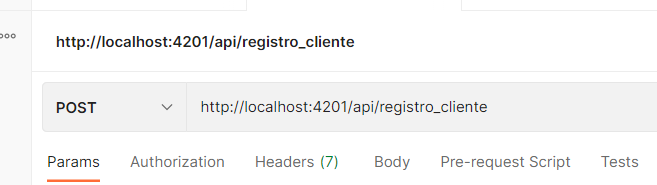 http://localhost:4201/api/registro_cliente
POST http://localhost:4201/api/registro_cliente
Params Authorization Headers (7) Body Pre-request Script Tests